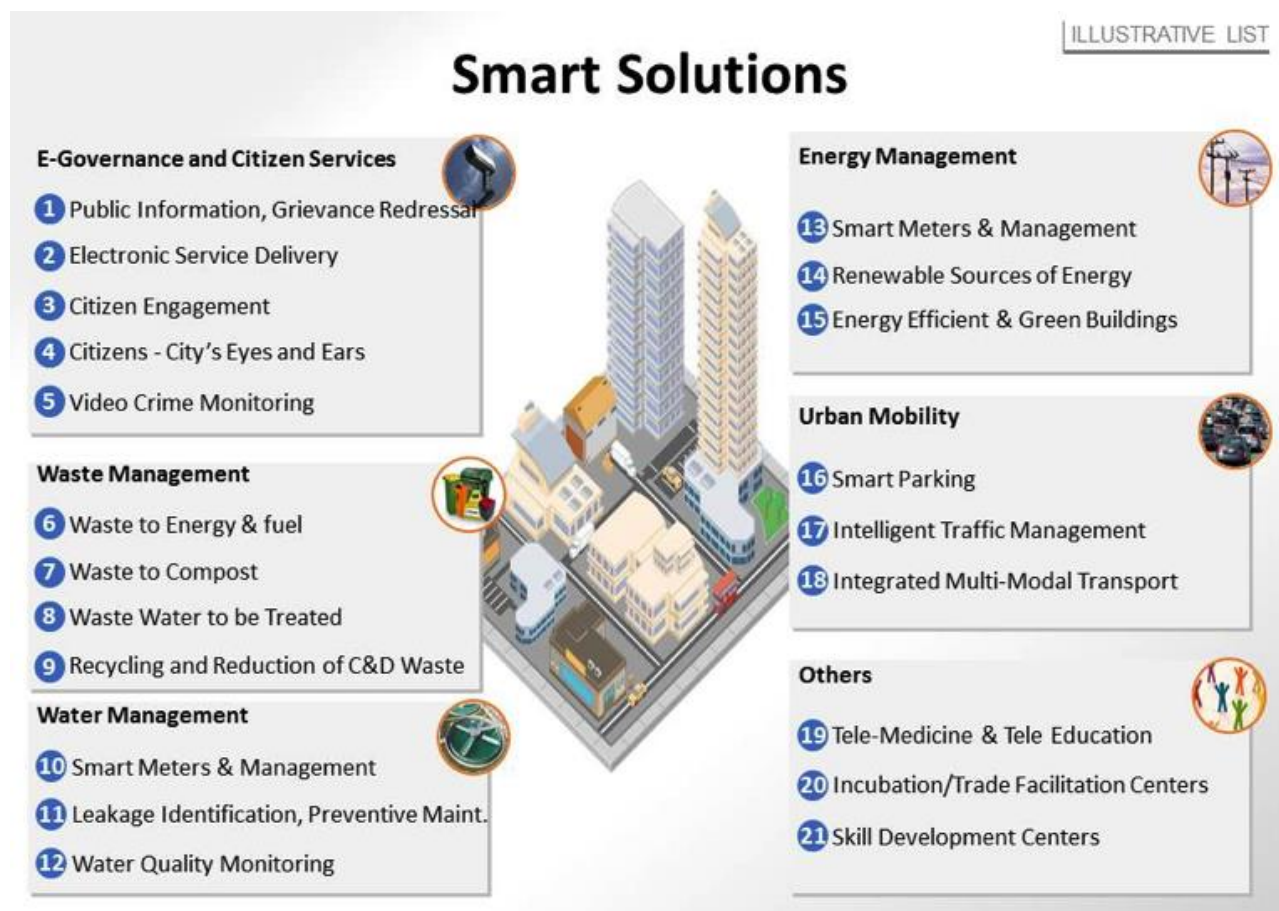 ILLUSTRATIVE LIST
Smart Solutions
E-Governance and Citizen Services
1 Public Information, Grievance Redressal
2 Electronic Service Delivery
3 Citizen Engagement
4 Citizens - City's Eyes and Ears
5 Video Crime Monitoring
Waste Management
6 Waste to Energy & fuel
7 Waste to Compost
8 Waste Water to be Treated
9 Recycling and Reduction of C&D Waste
Water Management
10 Smart Meters & Management
11 Leakage Identification, Preventive Maint.
12 Water Quality Monitoring
Energy Management
13 Smart Meters & Management
14 Renewable Sources of Energy
15 Energy Efficient & Green Buildings
Urban Mobility
16 Smart Parking
17 Intelligent Traffic Management
18 Integrated Multi-Modal Transport
Others
19 Tele-Medicine & Tele Education
20 Incubation/Trade Facilitation Centers
21 Skill Development Centers